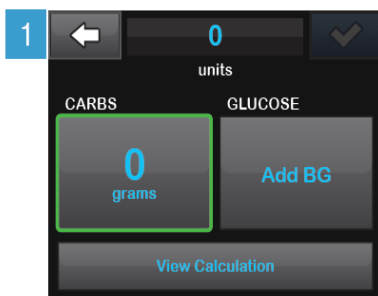 1
0
units
CARBS GLUCOSE
0
grams
Add BG
View Calculation